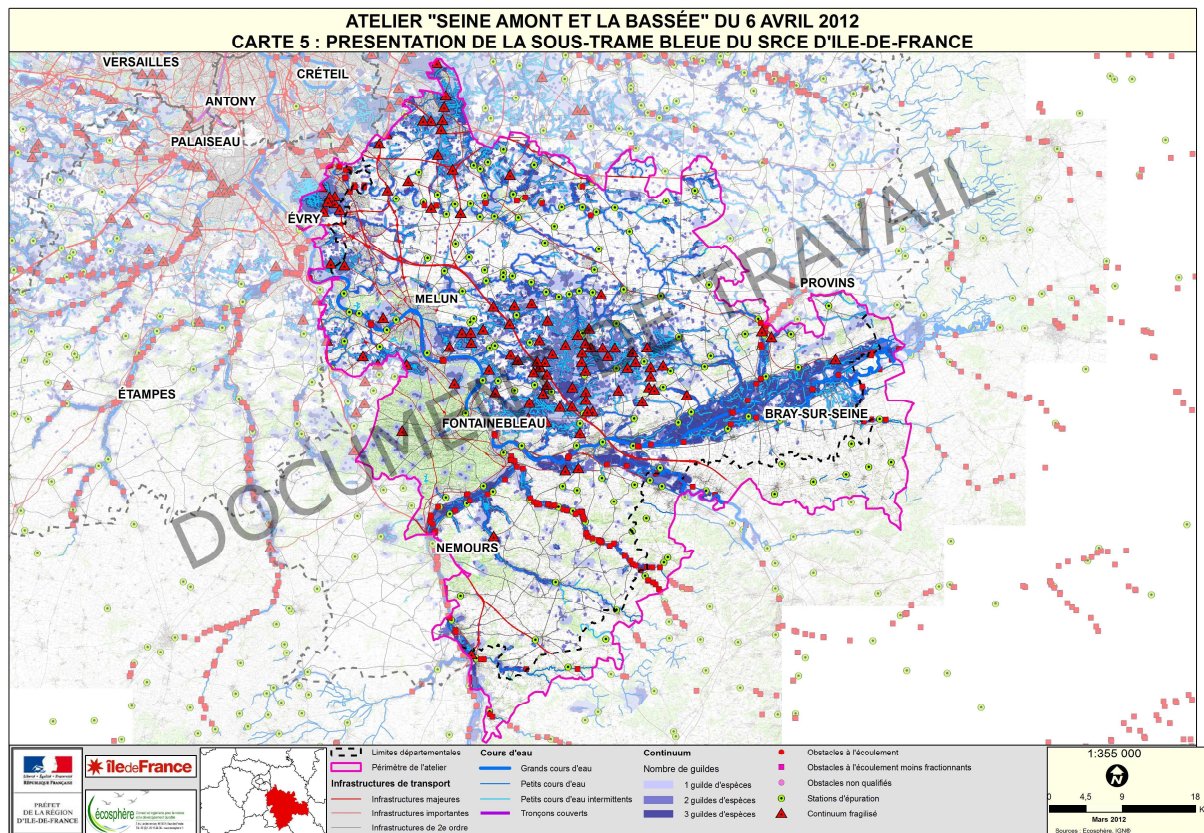 ATELIER "SEINE AMONT ET LA BASSÉE" DU 6 AVRIL 2012
CARTE 5 : PRESENTATION DE LA SOUS-TRAME BLEUE DU SRCE D'ILE-DE-FRANCE
VERSAILLES
CRÉTEIL
ANTONY
PALAISEAU
ÉVRY
PROVINS
MELUN
ÉTAMPES
BRAY-SUR-SEINE
FONTAINEBLEAU
NEMOURS
DOCUMENT DE TRAVAIL
Liberté • Égalité • Fraternité
RÉPUBLIQUE FRANÇAISE
PRÉFET
DE LA RÉGION
D'ILE-DE-FRANCE
îledeFrance
écosphère
Limites départementales
Périmètre de l'atelier
Infrastructures de transport
Infrastructures majeures
Infrastructures importantes
Infrastructures de 2e ordre
Cours d'eau
Grands cours d'eau
Petits cours d'eau
Petits cours d'eau intermittents
Tronçons couverts
Continuum
Nombre de guildes
1 guilde d'espèces
2 guildes d'espèces
3 guildes d'espèces
Obstacles à l'écoulement
Obstacles à l'écoulement moins fractionnants
Obstacles non qualifiés
Stations d'épuration
Continuum fragilisé
1:355 000
N
0 4,5 9 18
Mars 2012
Sources : Ecosphère, IGN®